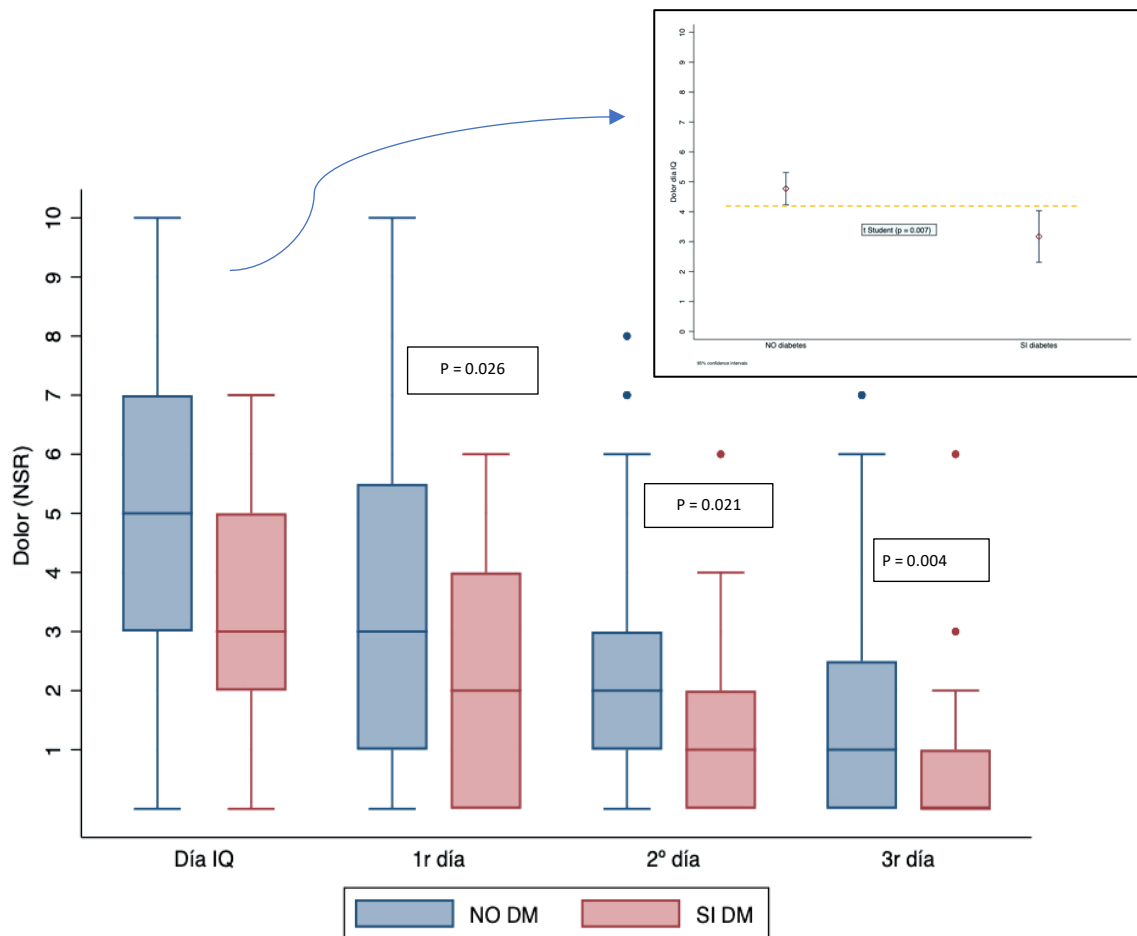 10
9
8
7
6
5
4
3
2
1
0
Dolor día IQ
t Student (p = 0.007)
NO diabetes
SI diabetes
confidence intervals
10
9
8
7
6
5
4
3
2
1
Dolor (NSR)
P = 0.026
P = 0.021
P = 0.004
Día IQ
1r día
2º día
3r día
NO DM
SI DM